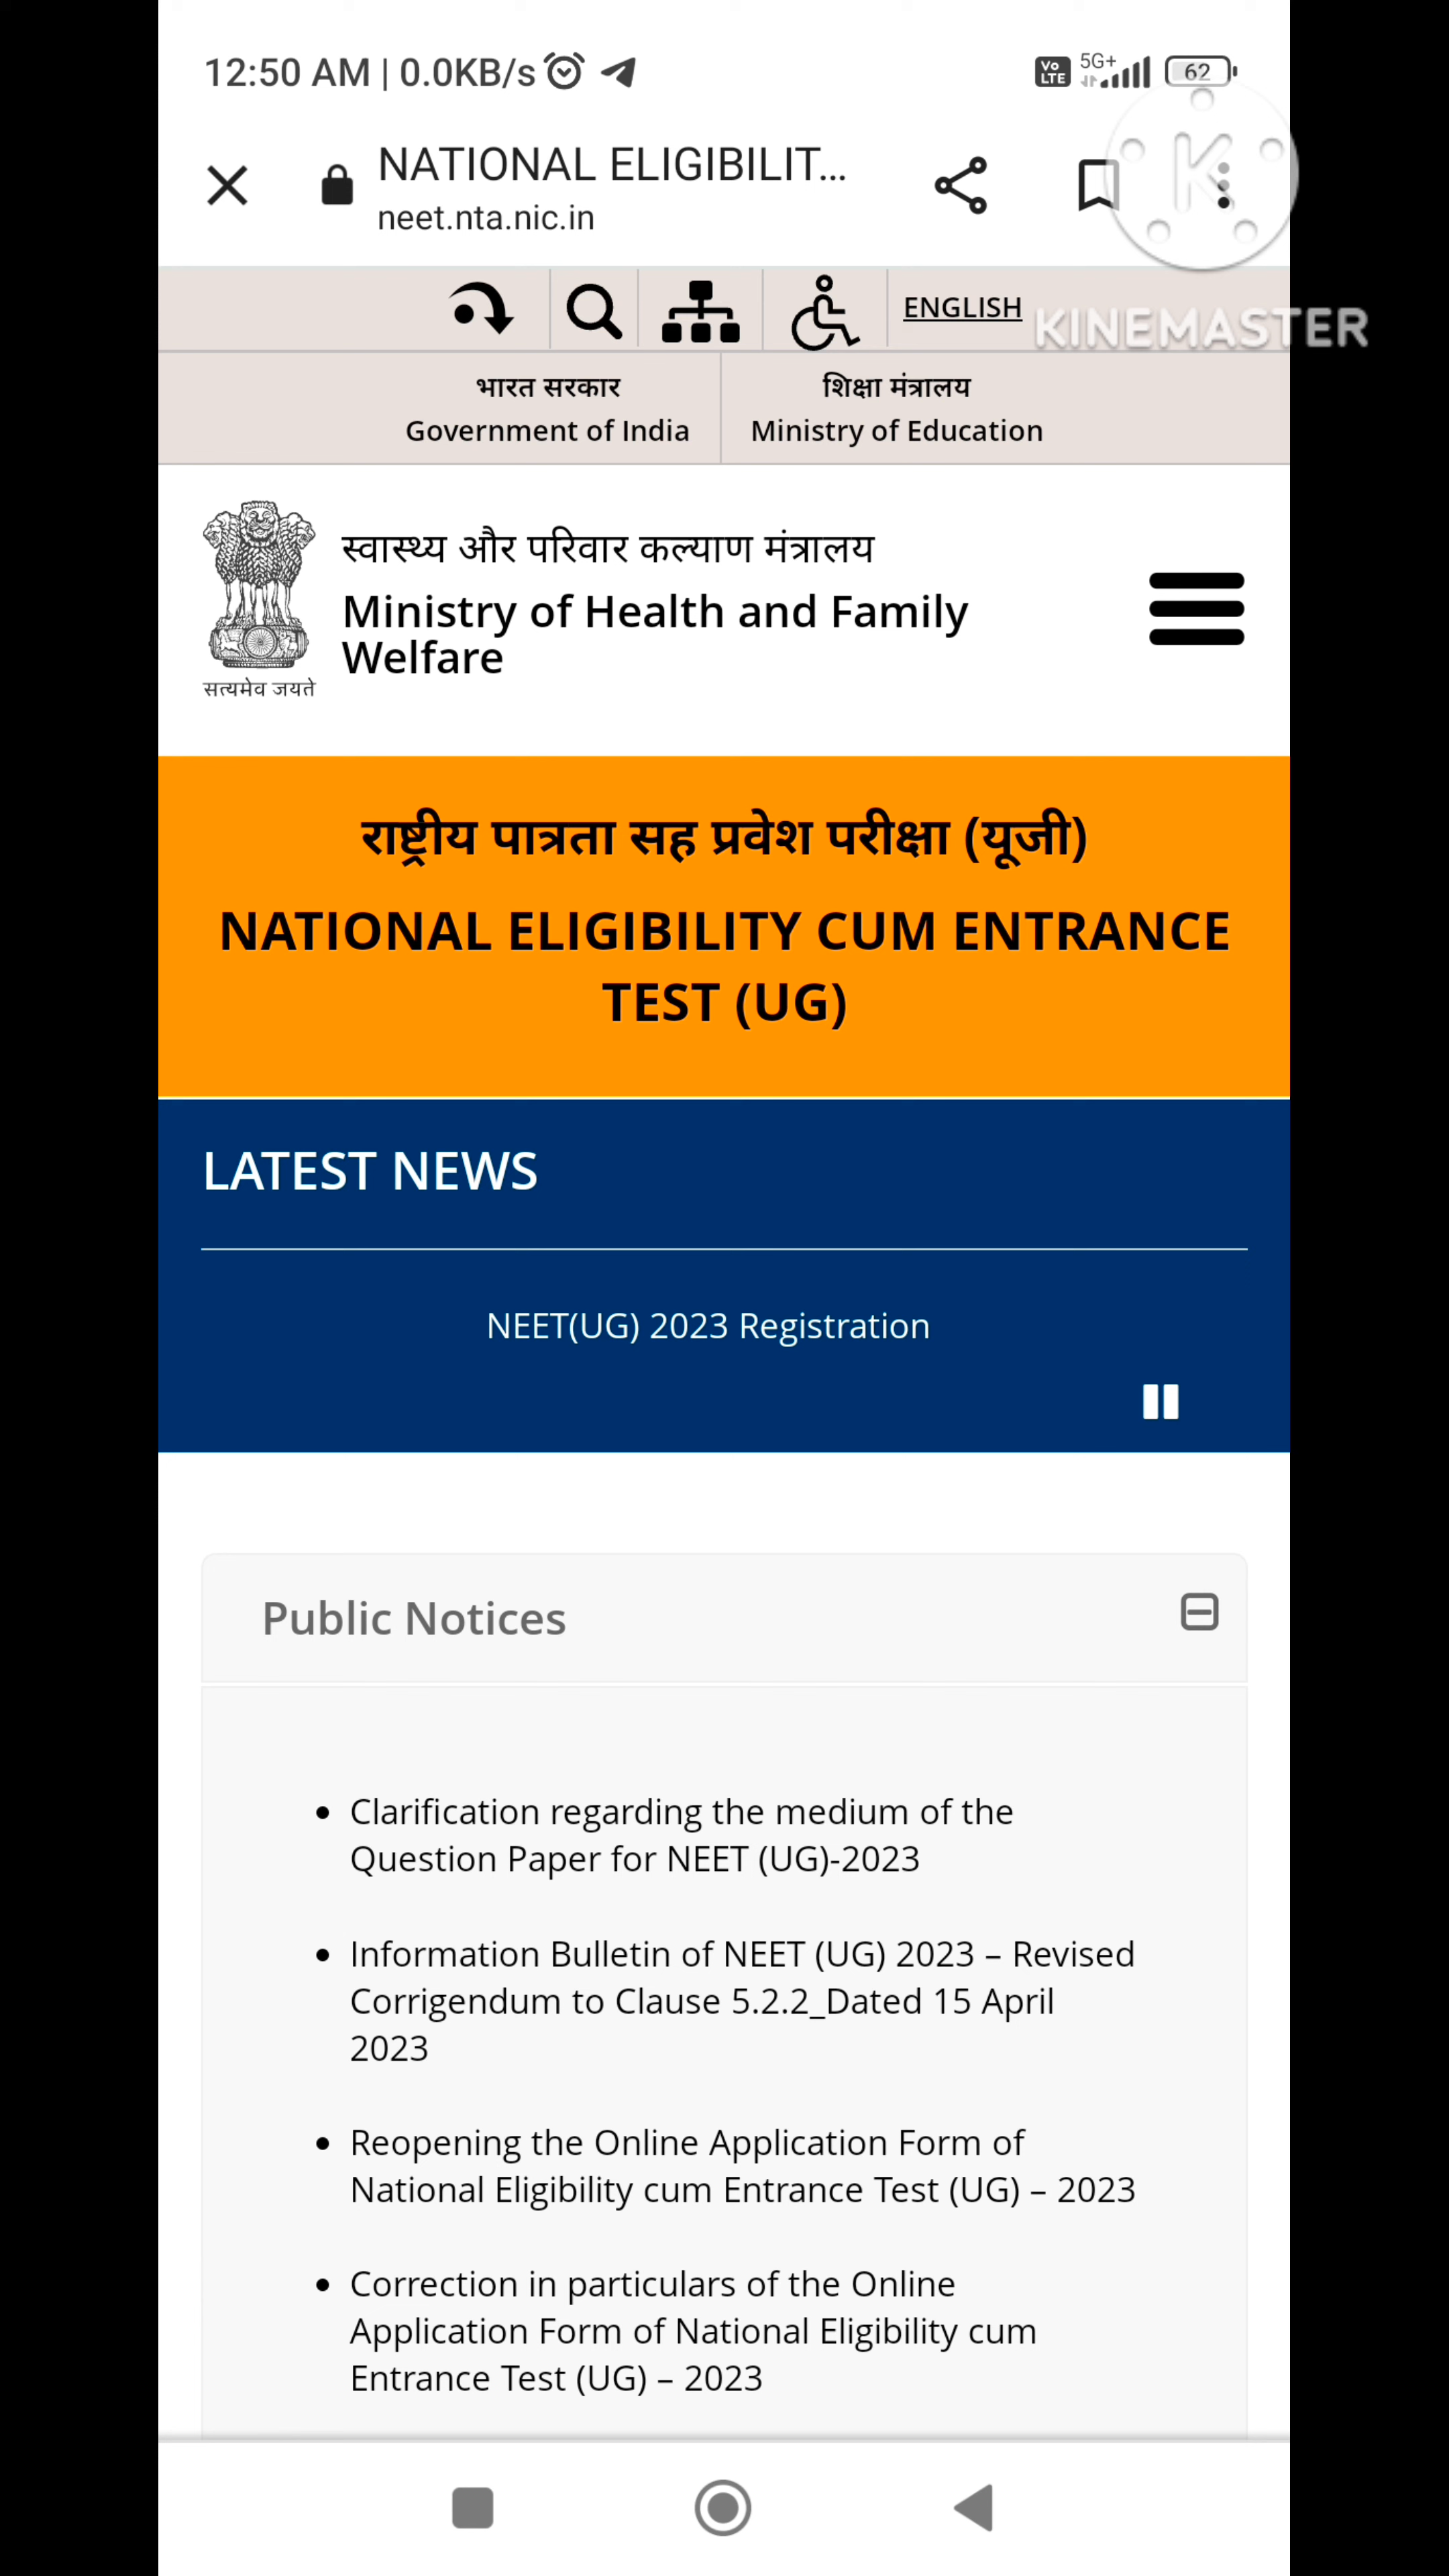 12:50 AM | 0.0KB/s
Vo LTE 5G+ 62
NATIONAL ELIGIBILIT...
neet.nta.nic.in
ENGLISH
KINEMASTER
भारत सरकार
Government of India
शिक्षा मंत्रालय
Ministry of Education
स्वास्थ्य और परिवार कल्याण मंत्रालय
Ministry of Health and Family
Welfare
सत्यमेव जयते
राष्ट्रीय पात्रता सह प्रवेश परीक्षा (यूजी)
NATIONAL ELIGIBILITY CUM ENTRANCE
TEST (UG)
LATEST NEWS
NEET(UG) 2023 Registration
Public Notices
• Clarification regarding the medium of the
Question Paper for NEET (UG)-2023
• Information Bulletin of NEET (UG) 2023 – Revised
Corrigendum to Clause 5.2.2_Dated 15 April
2023
• Reopening the Online Application Form of
National Eligibility cum Entrance Test (UG) – 2023
• Correction in particulars of the Online
Application Form of National Eligibility cum
Entrance Test (UG) – 2023